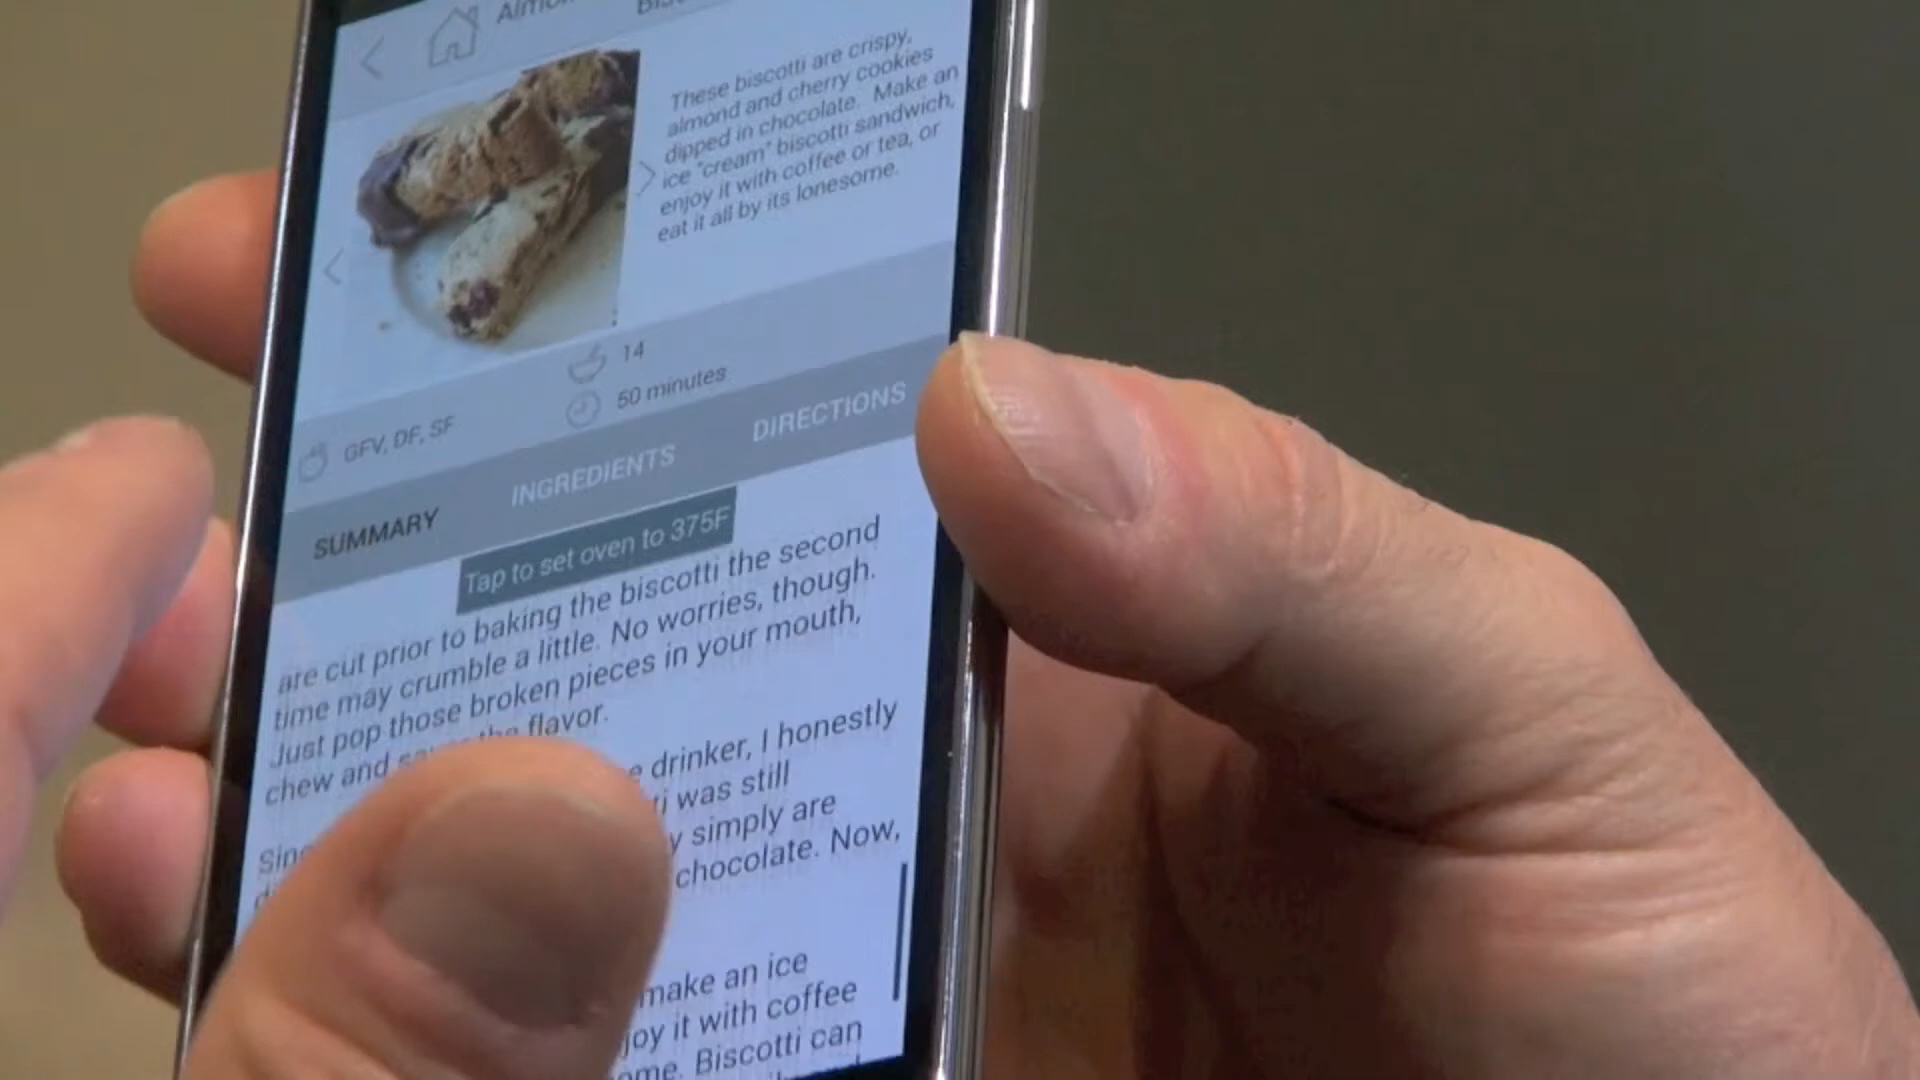 These biscotti are crispy,
almond and cherry cookies
dipped in chocolate. Make an
ice "cream" biscotti sandwich,
enjoy it with coffee or tea, or
eat it all by its lonesome.
14
50 minutes
GFV, DF, SF
SUMMARY INGREDIENTS DIRECTIONS
Tap to set oven to 375F
are cut prior to baking the biscotti the second
time may crumble a little. No worries, though.
Just pop those broken pieces in your mouth,
chew and the flavor.
drinker, I honestly
was still
simply are
chocolate. Now,
make an ice
it with coffee
Biscotti can